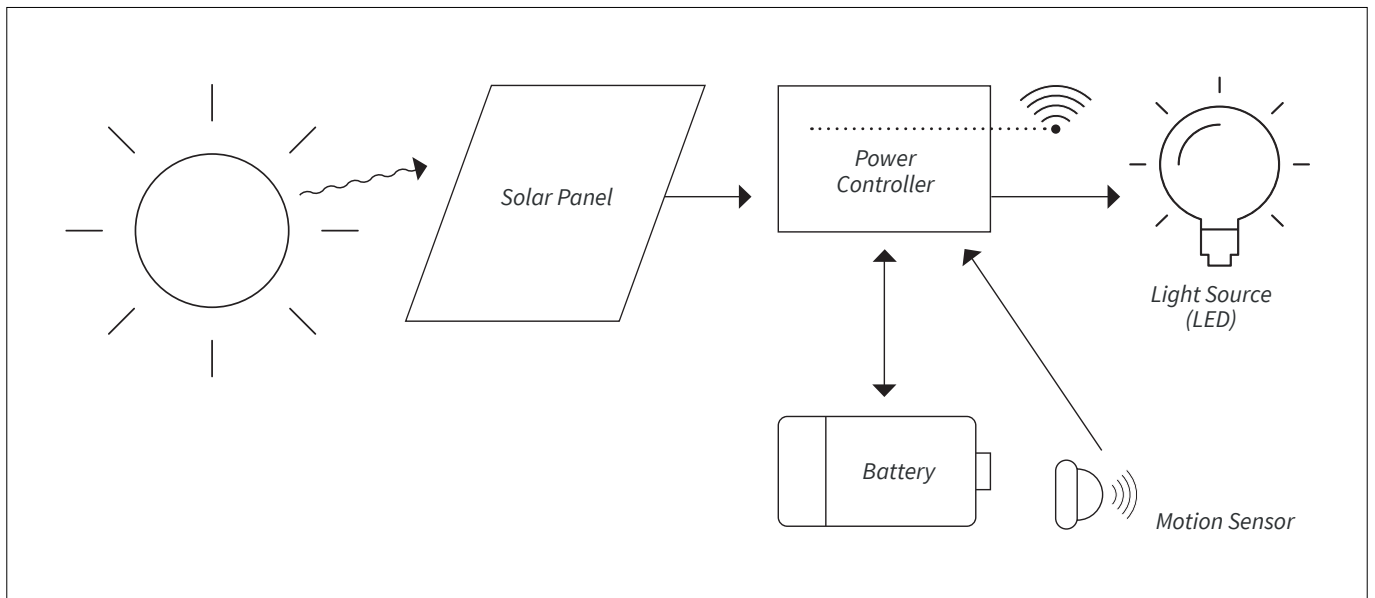 Solar Panel
Power
Controller
Light Source
(LED)
Battery
Motion Sensor